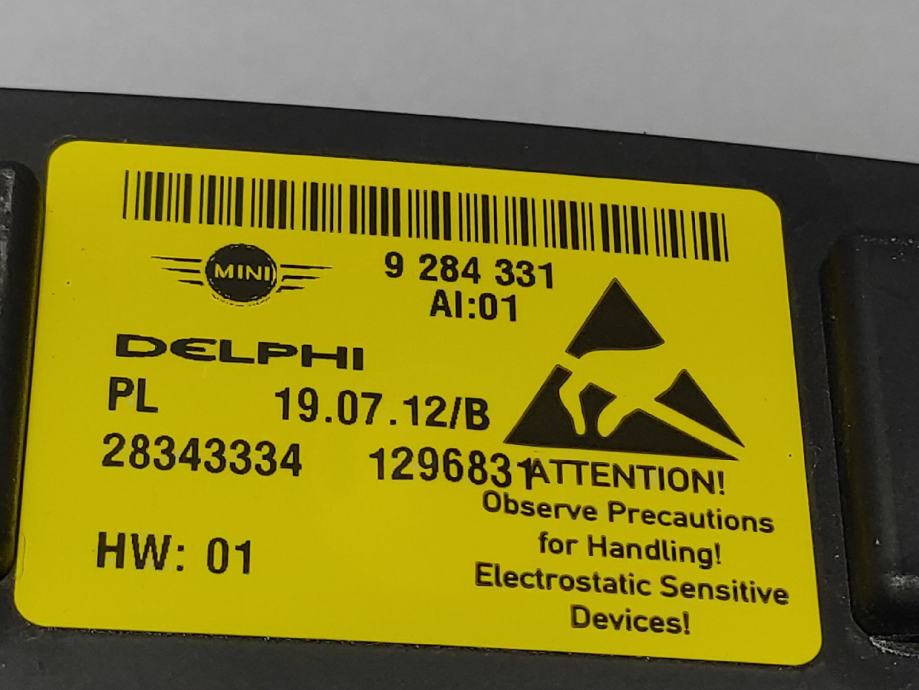 MINI
9 284 331
AI:01
DELPHI
PL 19.07.12/B
28343334 1296831
ATTENTION!
Observe Precautions
for Handling!
Electrostatic Sensitive
Devices!
HW: 01